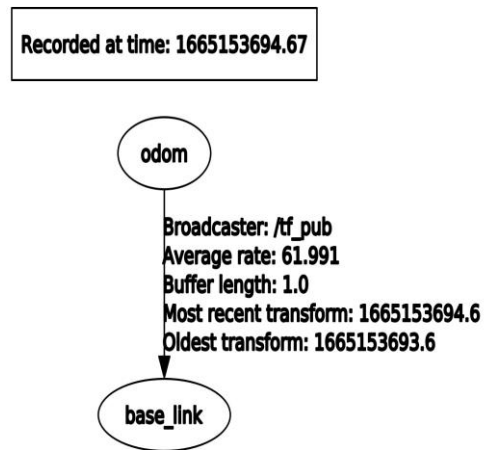 Recorded at time: 1665153694.67
odom
Broadcaster: /tf_pub
Average rate: 61.991
Buffer length: 1.0
Most recent transform: 1665153694.6
Oldest transform: 1665153693.6
base_link